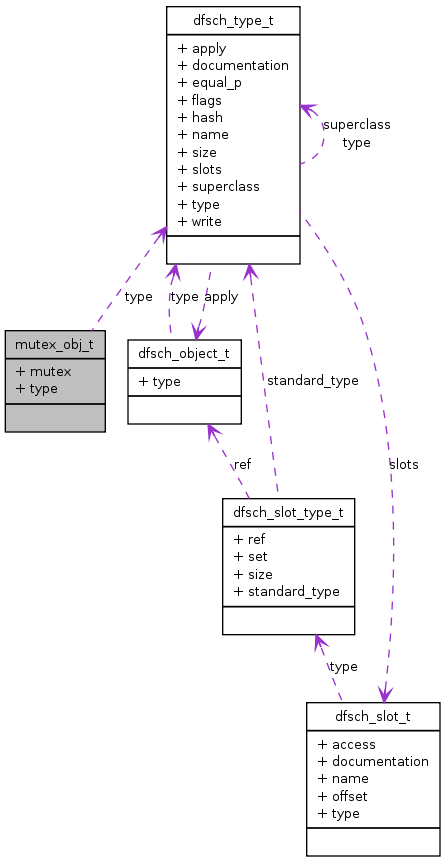 dfsch_type_t
+ apply
+ documentation
+ equal_p
+ flags
+ hash
+ name
+ size
+ slots
+ superclass
+ type
+ write
superclass
type
type
type
apply
mutex_obj_t
+ mutex
+ type
dfsch_object_t
+ type
standard_type
slots
ref
dfsch_slot_type_t
+ ref
+ set
+ size
+ standard_type
type
dfsch_slot_t
+ access
+ documentation
+ name
+ offset
+ type